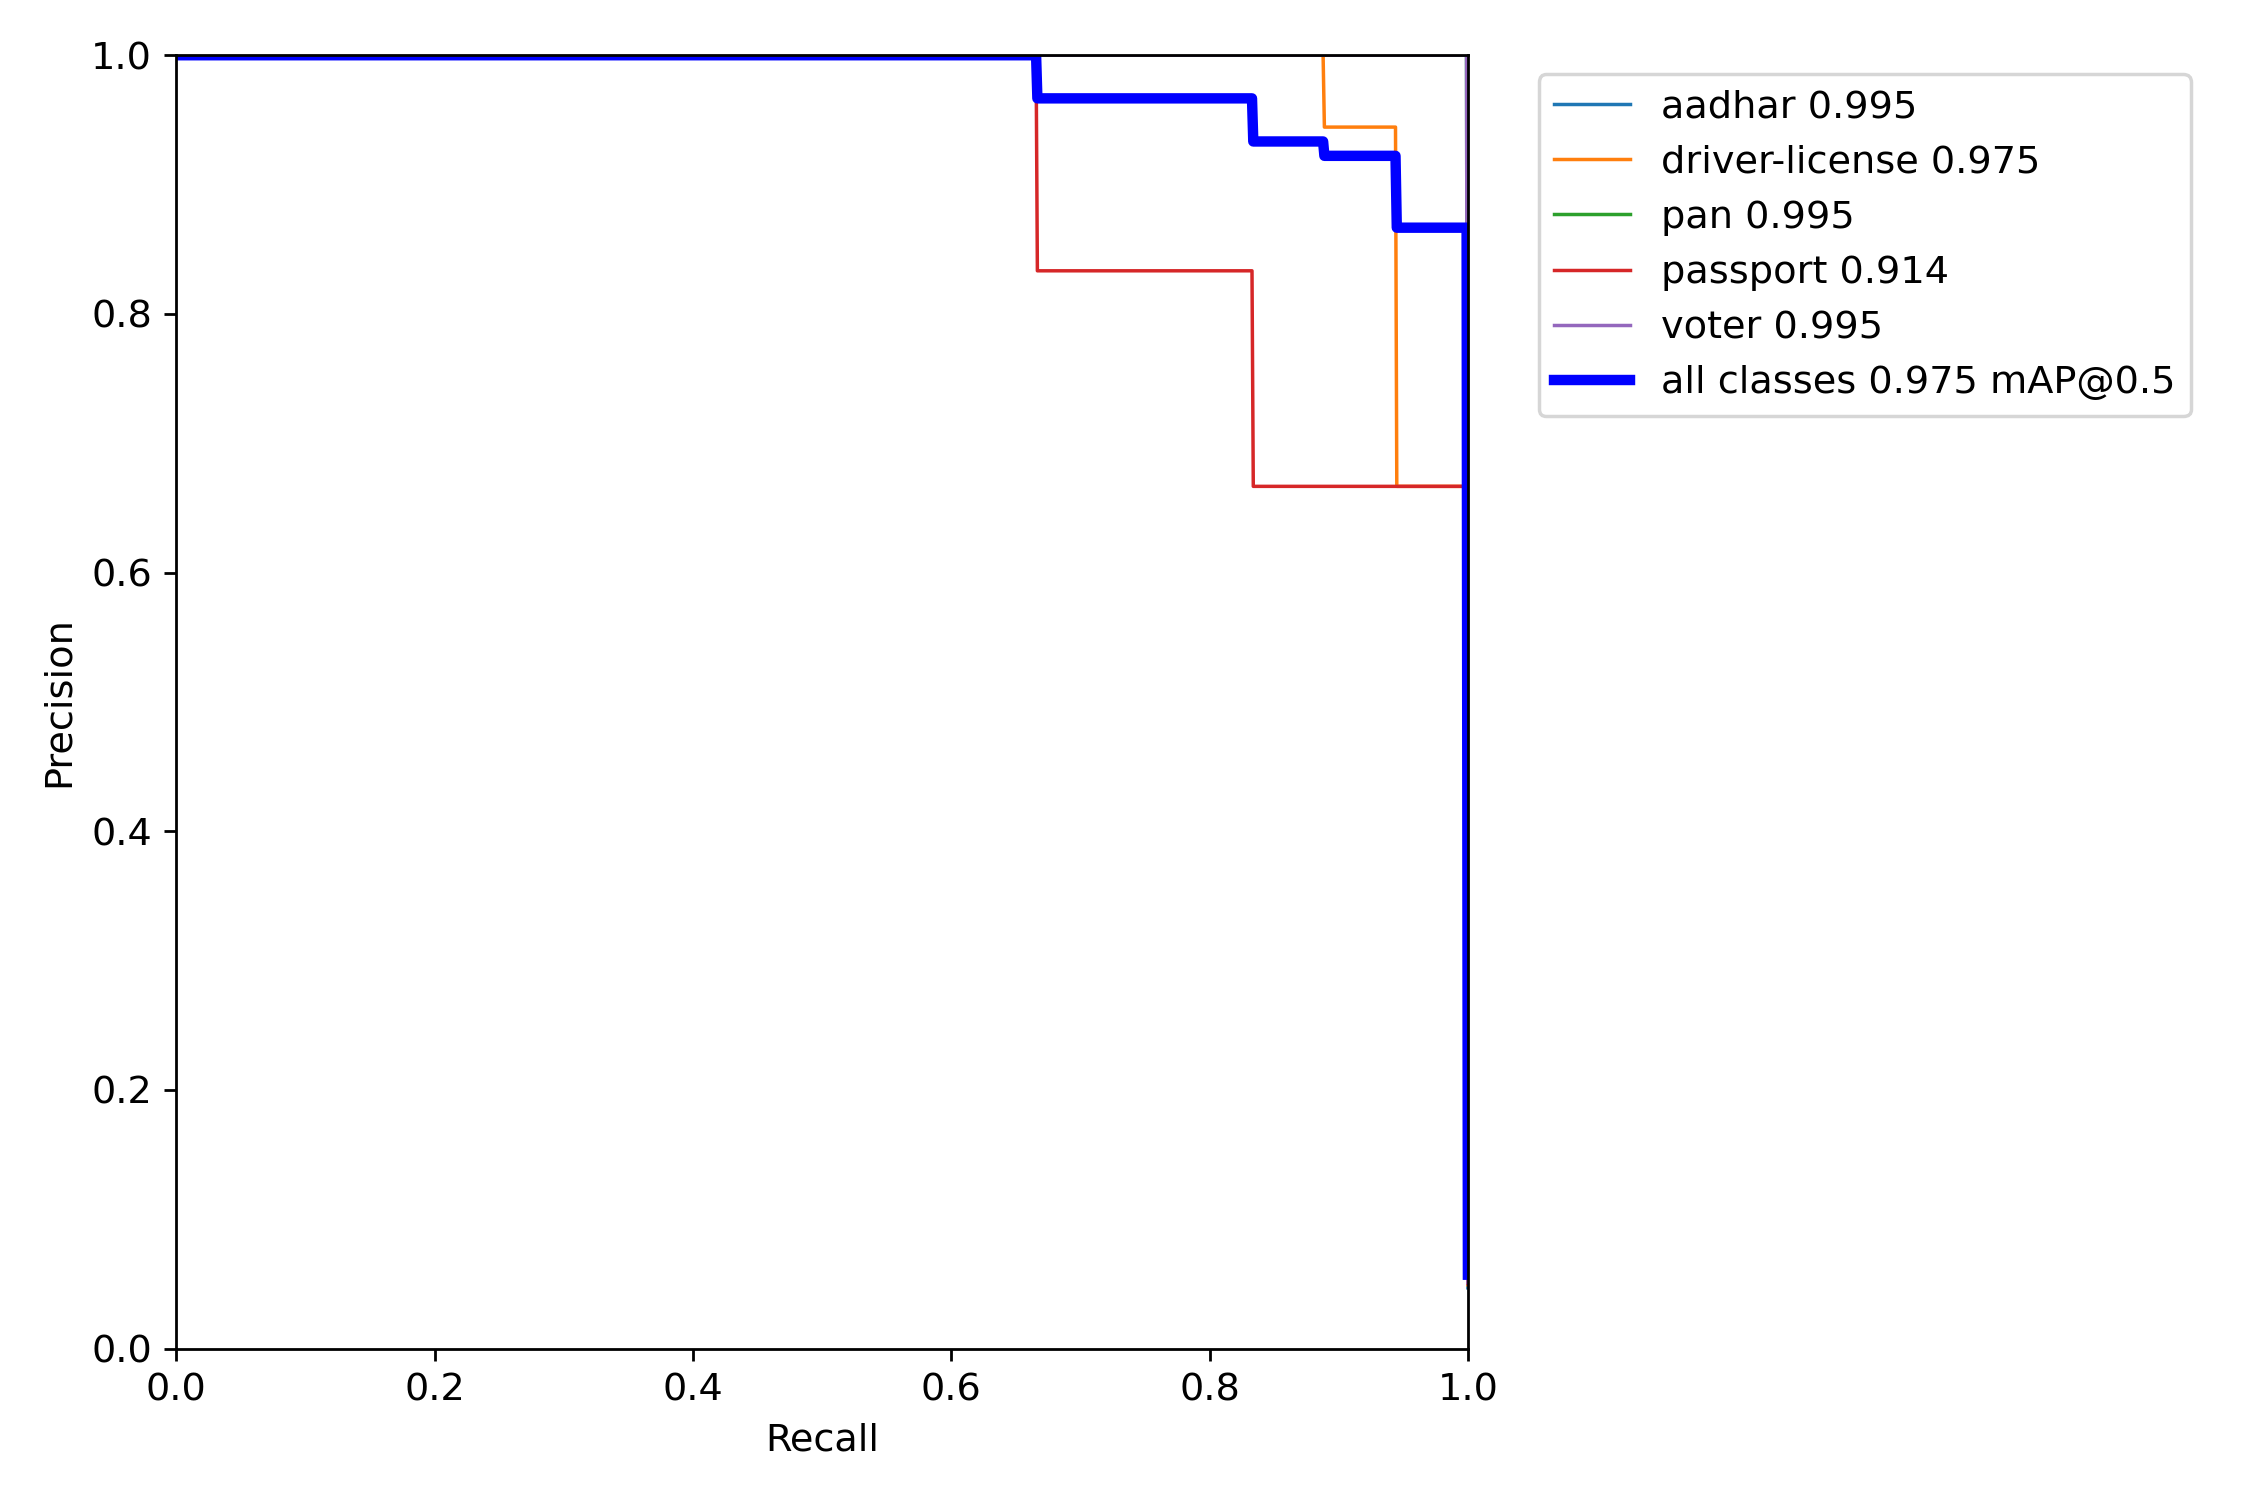 1.0
0.8
0.6
0.4
0.2
0.0
Precision
0.0 0.2 0.4 0.6 0.8 1.0
Recall
aadhar 0.995
driver-license 0.975
pan 0.995
passport 0.914
voter 0.995
all classes 0.975 mAP@0.5